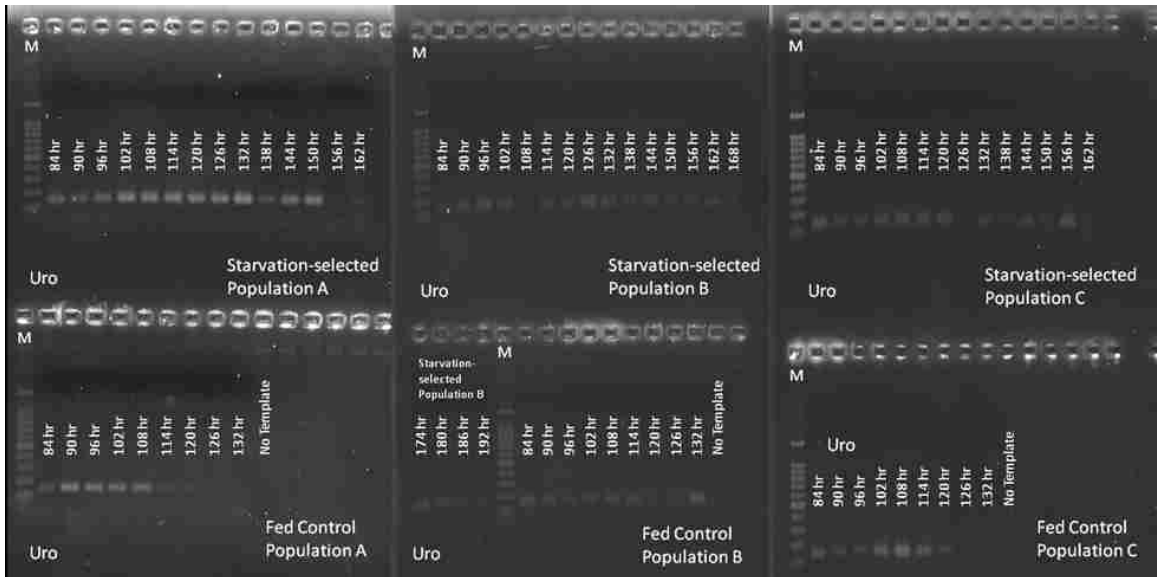 M
84 hr
90 hr
96 hr
102 hr
108 hr
114 hr
120 hr
126 hr
132 hr
138 hr
144 hr
150 hr
156 hr
162 hr
Uro
Starvation-selected
Population A
M
84 hr
90 hr
96 hr
102 hr
108 hr
114 hr
120 hr
126 hr
132 hr
138 hr
144 hr
150 hr
156 hr
162 hr
168 hr
Uro
Starvation-selected
Population B
M
84 hr
90 hr
96 hr
102 hr
108 hr
114 hr
120 hr
126 hr
132 hr
138 hr
144 hr
150 hr
156 hr
162 hr
Uro
Starvation-selected
Population C
M
84 hr
90 hr
96 hr
102 hr
108 hr
114 hr
120 hr
126 hr
132 hr
No Template
Uro
Fed Control
Population A
Starvation-
selected
Population B
174 hr
180 hr
186 hr
192 hr
M
84 hr
90 hr
96 hr
102 hr
108 hr
114 hr
120 hr
126 hr
132 hr
No Template
Uro
Fed Control
Population B
M
Uro
84 hr
90 hr
96 hr
102 hr
108 hr
114 hr
120 hr
126 hr
132 hr
No Template
Fed Control
Population C